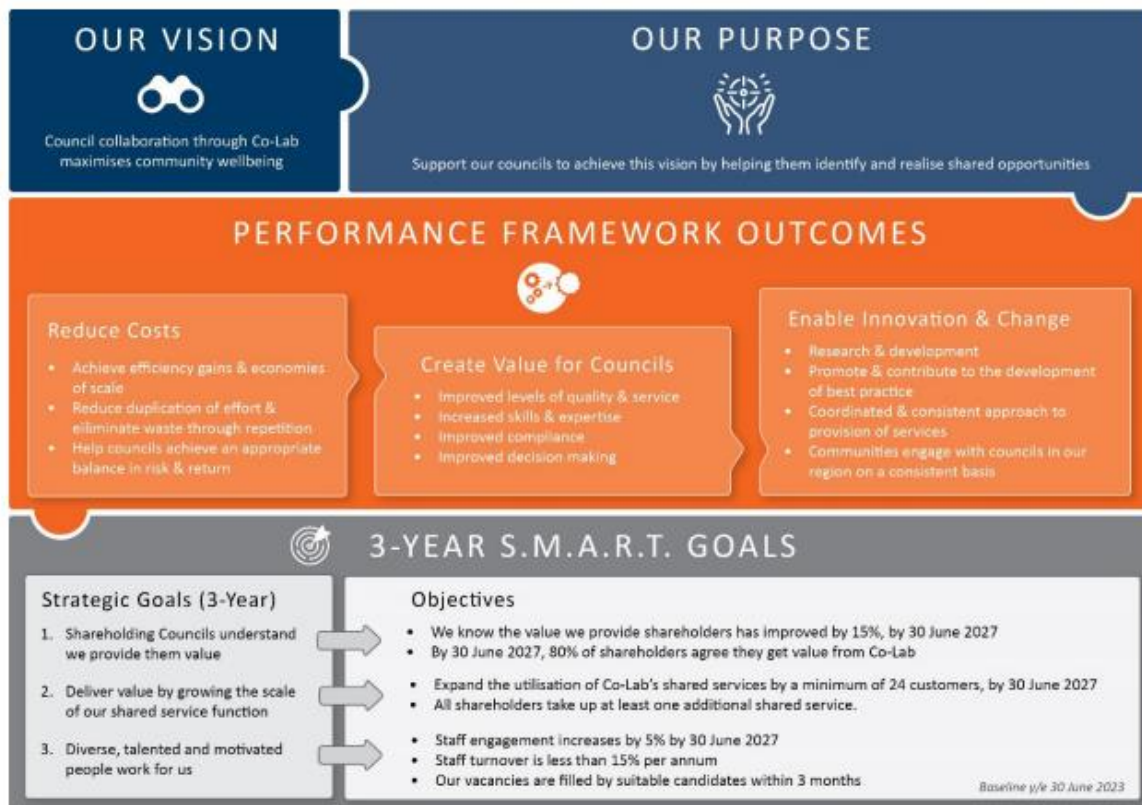 OUR VISION
Council collaboration through Co-Lab
maximises community wellbeing
OUR PURPOSE
Support our councils to achieve this vision by helping them identify and realise shared opportunities
PERFORMANCE FRAMEWORK OUTCOMES
Reduce Costs
• Achieve efficiency gains & economies
of scale
• Reduce duplication of effort &
eiliminate waste through repetition
• Help councils achieve an appropriate
balance in risk & return
Create Value for Councils
• Improved levels of quality & service
• Increased skills & expertise
• Improved compliance
• Improved decision making
Enable Innovation & Change
• Research & development
• Promote & contribute to the development
of best practice
• Coordinated & consistent approach to
provision of services
• Communities engage with councils in our
region on a consistent basis
3-YEAR S.M.A.R.T. GOALS
Strategic Goals (3-Year)
1. Shareholding Councils understand
we provide them value
2. Deliver value by growing the scale
of our shared service function
3. Diverse, talented and motivated
people work for us
Objectives
• We know the value we provide shareholders has improved by 15%, by 30 June 2027
• By 30 June 2027, 80% of shareholders agree they get value from Co-Lab
• Expand the utilisation of Co-Lab's shared services by a minimum of 24 customers, by 30 June 2027
• All shareholders take up at least one additional shared service.
• Staff engagement increases by 5% by 30 June 2027
• Staff turnover is less than 15% per annum
• Our vacancies are filled by suitable candidates within 3 months
Baseline y/e 30 June 2023